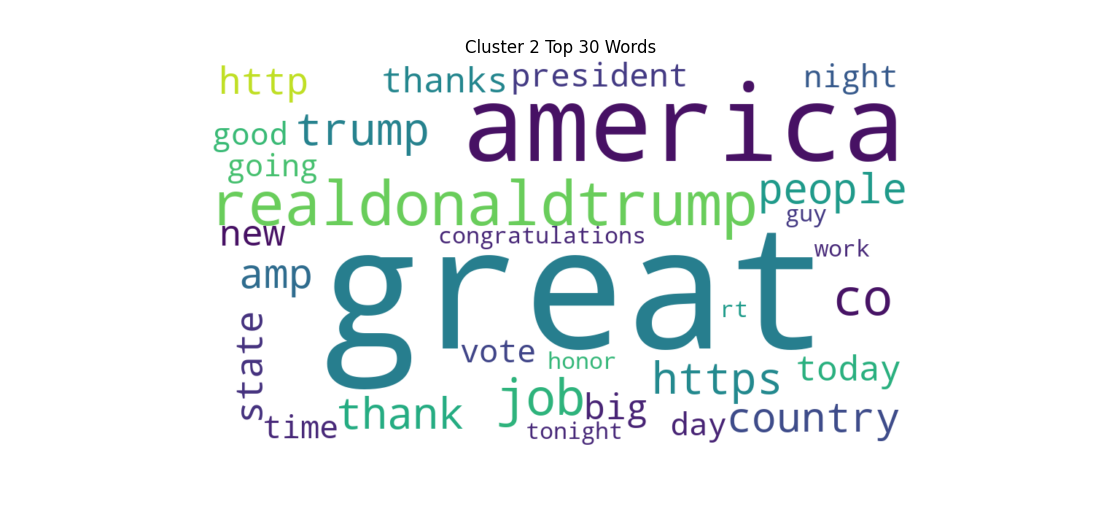 Cluster 2 Top 30 Words
http
thanks
president
night
america
good
trump
going
realdonaldtrump
people
guy
new
congratulations
work
great
amp
co
rt
state
vote
honor
https
today
job
big
thank
time
tonight
day
country